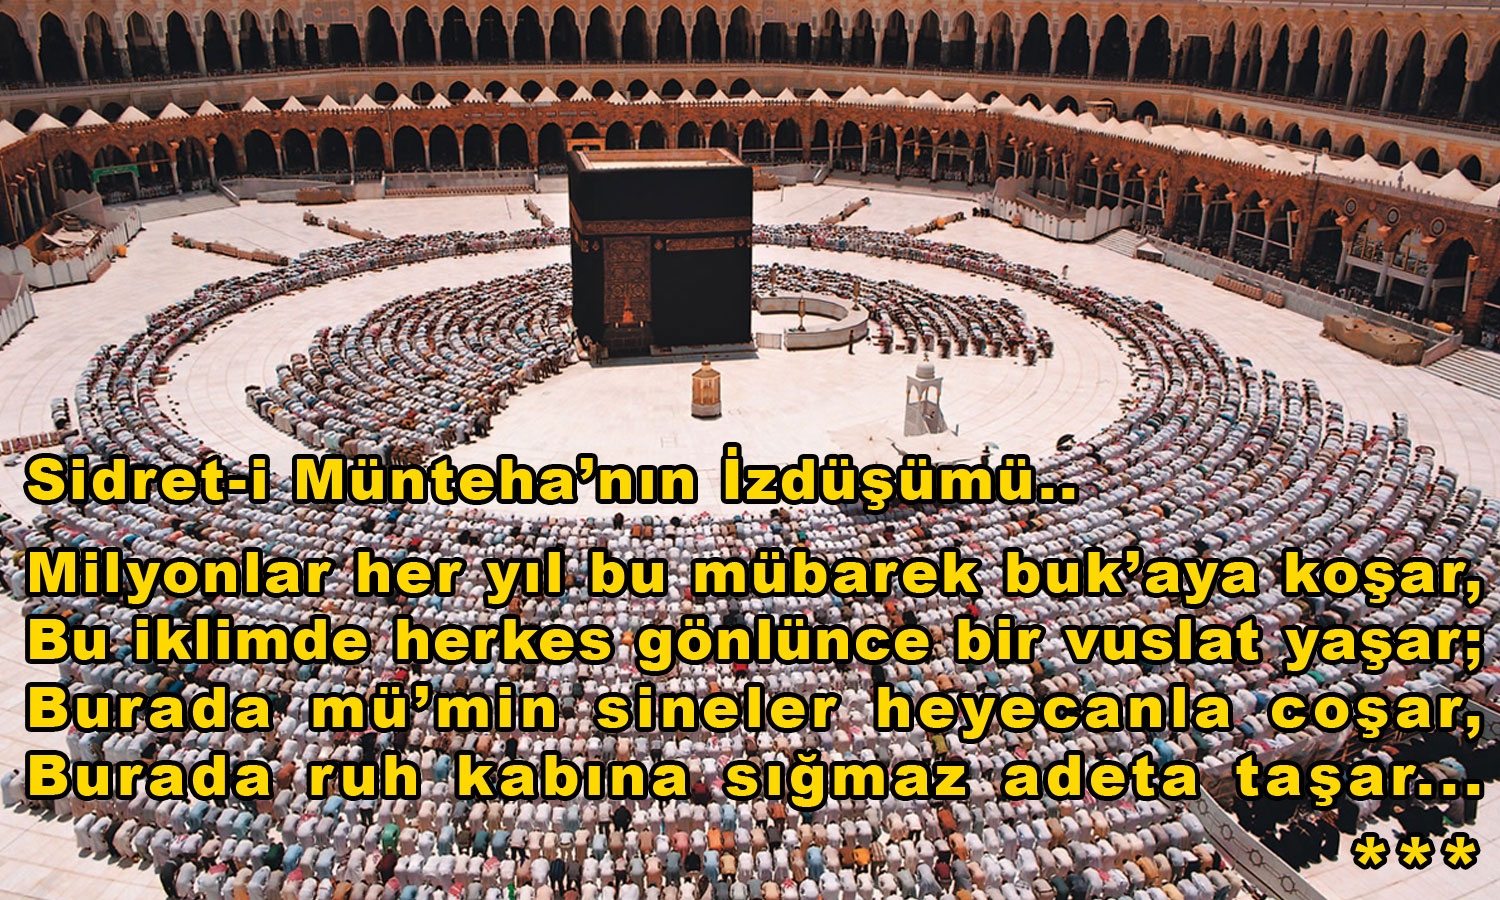 Sidret-i Münteha’nın İzdüşümü..
Milyonlar her yıl bu mübarek buk’aya koşar,
Bu iklimde herkes gönlünce bir vuslat yaşar;
Burada mü’min sineler heyecanla coşar,
Burada ruh kabına sığmaz adeta taşar...
***